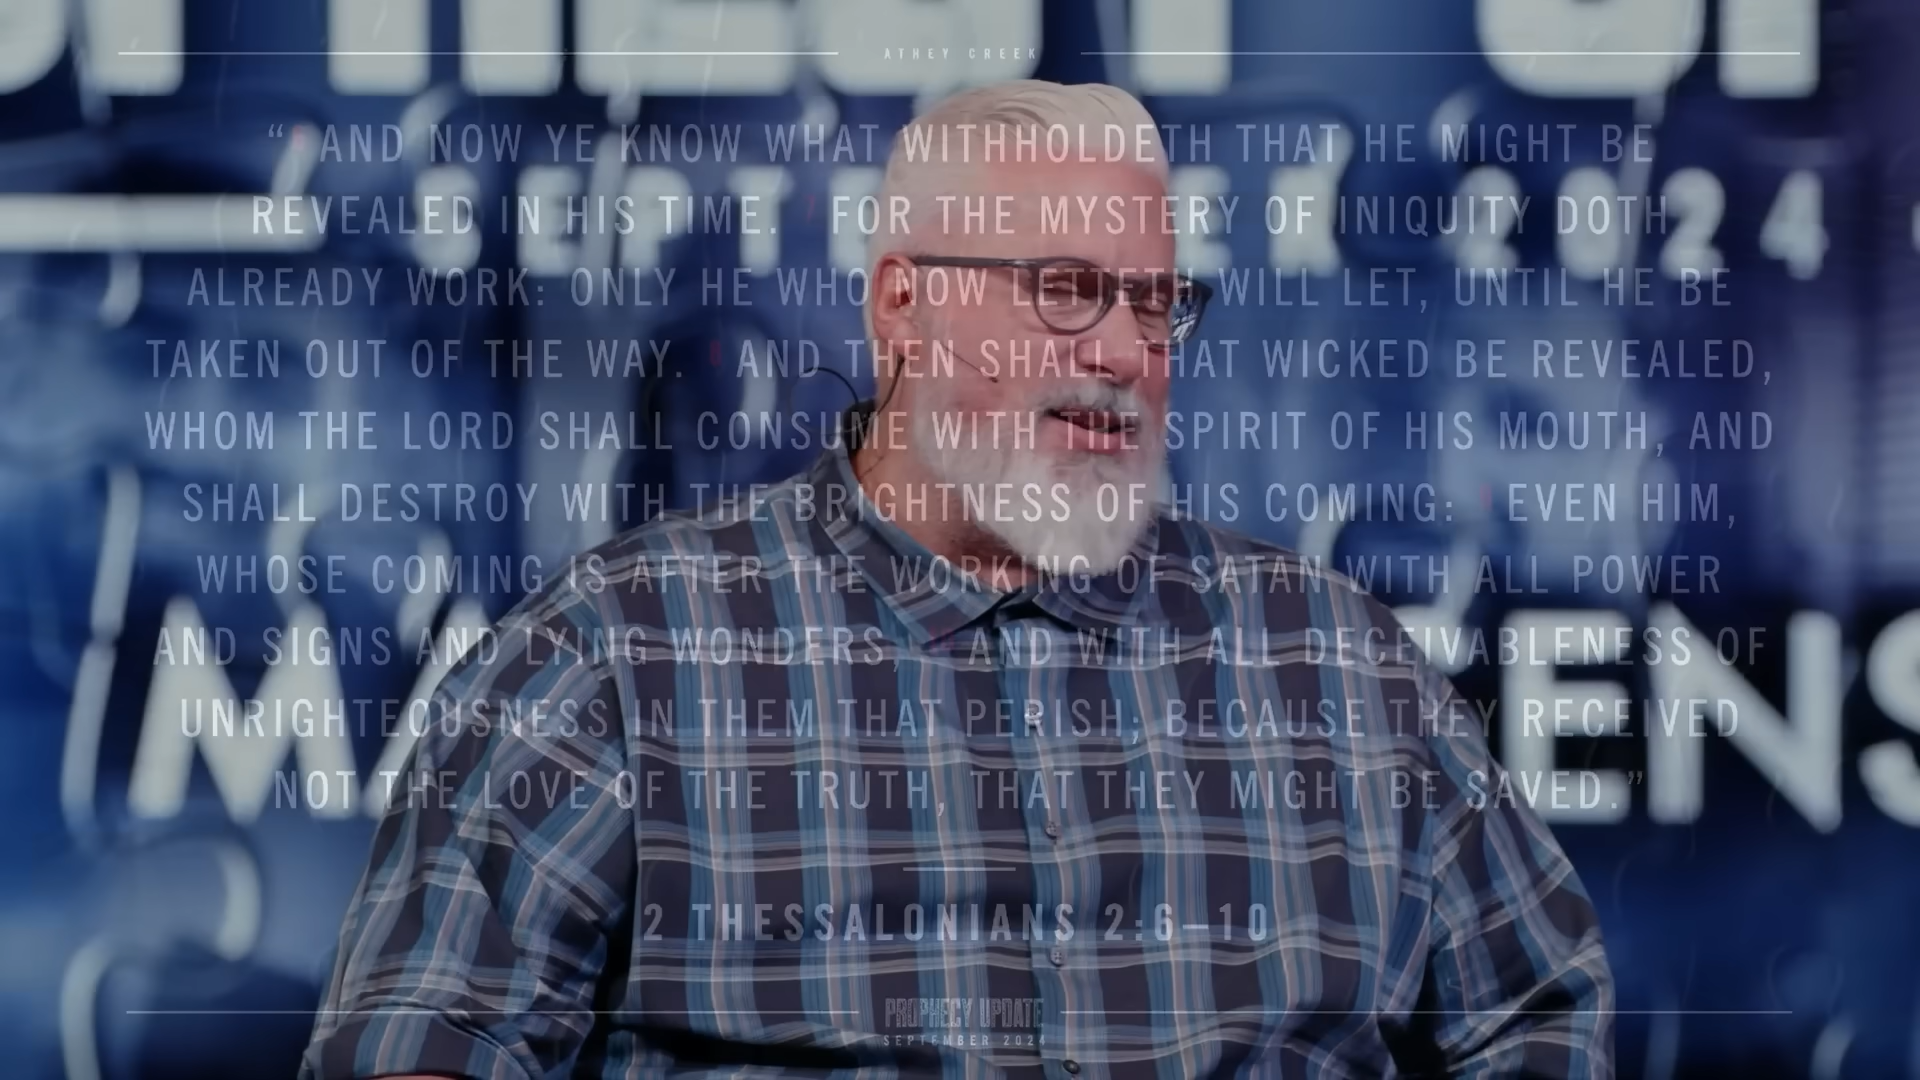 ATHEY CREEK
“ AND NOW YE KNOW WHAT WITHHOLDETH THAT HE MIGHT BE
REVEALED IN HIS TIME. 7 FOR THE MYSTERY OF INIQUITY DOTH
ALREADY WORK: ONLY HE WHO NOW LETTETH WILL LET, UNTIL HE BE
TAKEN OUT OF THE WAY. 8 AND THEN SHALL THAT WICKED BE REVEALED,
WHOM THE LORD SHALL CONSUME WITH THE SPIRIT OF HIS MOUTH, AND
SHALL DESTROY WITH THE BRIGHTNESS OF HIS COMING: EVEN HIM,
WHOSE COMING IS AFTER THE WORKING OF SATAN WITH ALL POWER
AND SIGNS AND LYING WONDERS, AND WITH ALL DECEIVABLENESS OF
UNRIGHTEOUSNESS IN THEM THAT PERISH; BECAUSE THEY RECEIVED
NOT THE LOVE OF THE TRUTH, THAT THEY MIGHT BE SAVED.”
2 THESSALONIANS 2:6–10
PROPHECY UPDATE
SEPTEMBER 2024
2024
ENS